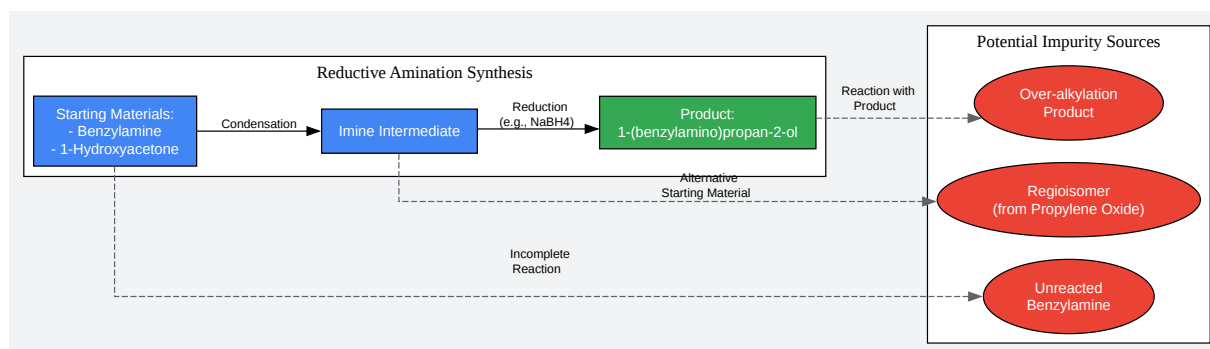 Potential Impurity Sources
Reductive Amination Synthesis
Starting Materials:
- Benzylamine
- 1-Hydroxyacetone
Condensation
Imine Intermediate
Reduction
(e.g., NaBH4)
Product:
1-(benzylamino)propan-2-ol
Reaction with
Product
Over-alkylation
Product
Alternative
Starting Material
Regioisomer
(from Propylene Oxide)
Incomplete
Reaction
Unreacted
Benzylamine